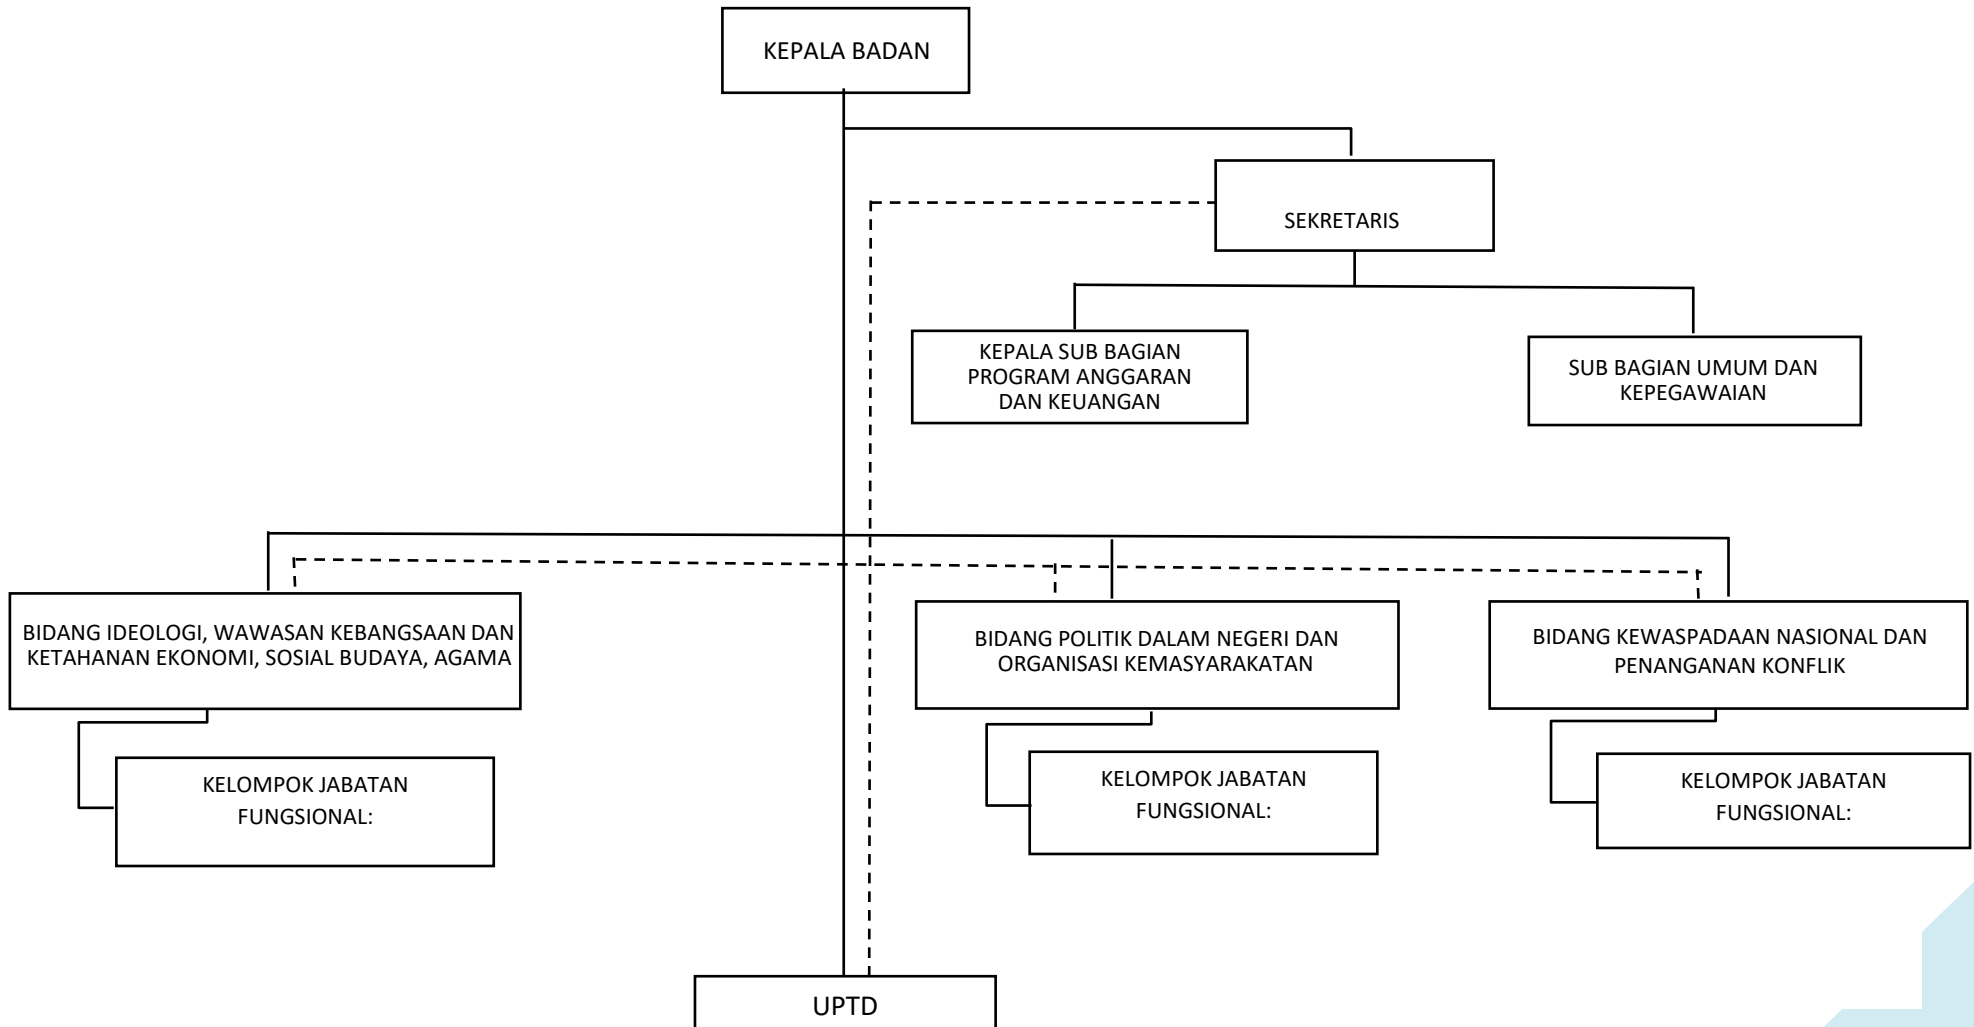 KEPALA BADAN
SEKRETARIS
KEPALA SUB BAGIAN
PROGRAM ANGGARAN
DAN KEUANGAN
SUB BAGIAN UMUM DAN
KEPEGAWAIAN
BIDANG IDEOLOGI, WAWASAN KEBANGSAAN DAN
KETAHANAN EKONOMI, SOSIAL BUDAYA, AGAMA
BIDANG POLITIK DALAM NEGERI DAN
ORGANISASI KEMASYARAKATAN
BIDANG KEWASPADAAN NASIONAL DAN
PENANGANAN KONFLIK
KELOMPOK JABATAN
FUNGSIONAL:
KELOMPOK JABATAN
FUNGSIONAL:
KELOMPOK JABATAN
FUNGSIONAL:
UPTD